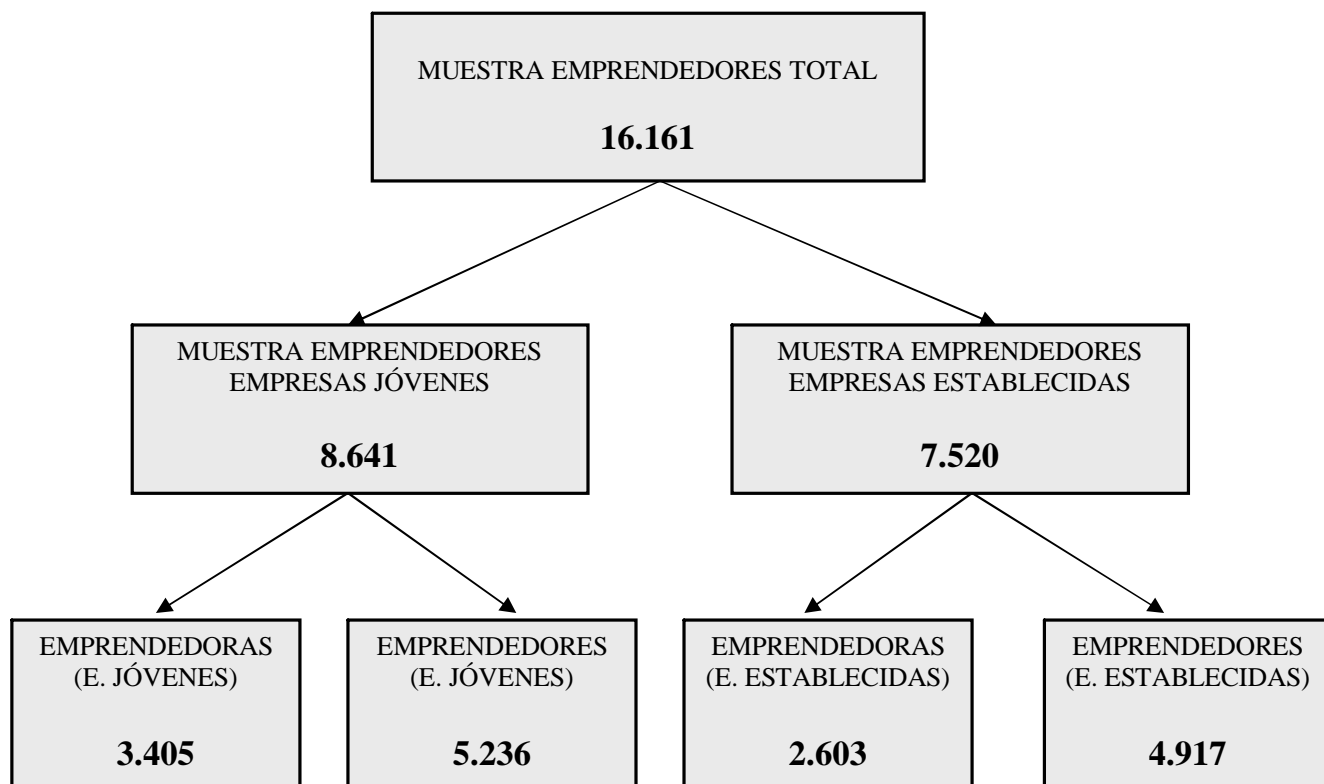 MUESTRA EMPRENDEDORES TOTAL
16.161
MUESTRA EMPRENDEDORES
EMPRESAS JÓVENES
8.641
MUESTRA EMPRENDEDORES
EMPRESAS ESTABLECIDAS
7.520
EMPRENDEDORAS
(E. JÓVENES)
3.405
EMPRENDEDORES
(E. JÓVENES)
5.236
EMPRENDEDORAS
(E. ESTABLECIDAS)
2.603
EMPRENDEDORES
(E. ESTABLECIDAS)
4.917